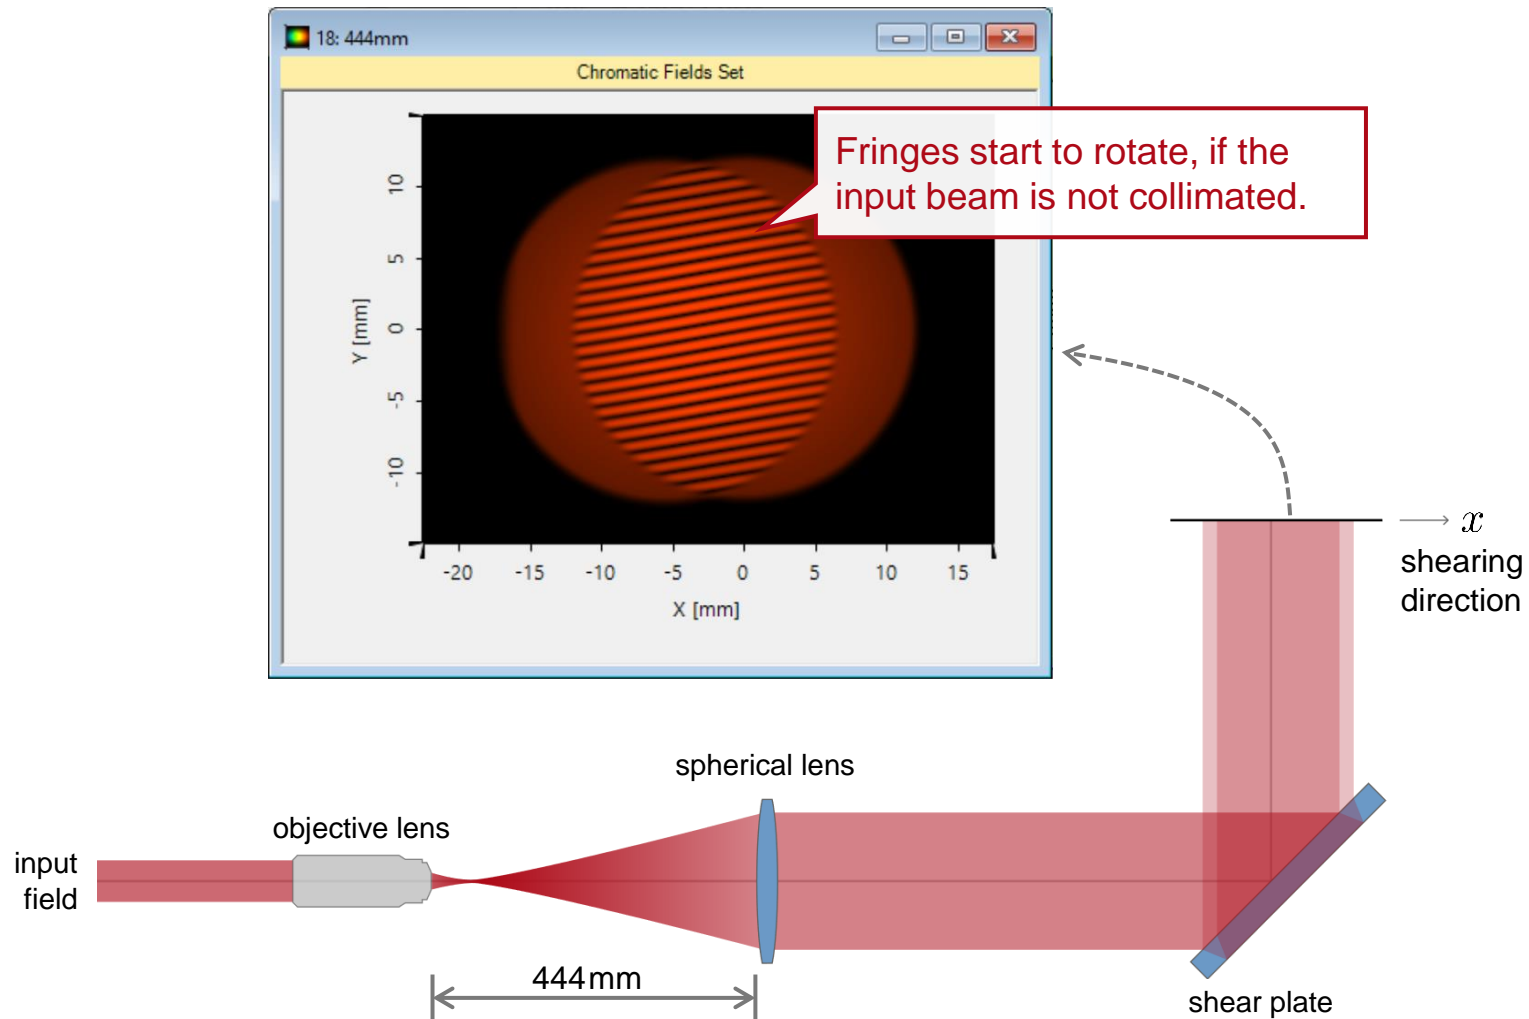 18: 444mm
Chromatic Fields Set
Fringes start to rotate, if the
input beam is not collimated.
Y [mm]
10
5
0
-5
-10
-20 -15 -10 -5 0 5 10 15
X [mm]
x
shearing
direction
spherical lens
objective lens
input
field
444mm
shear plate